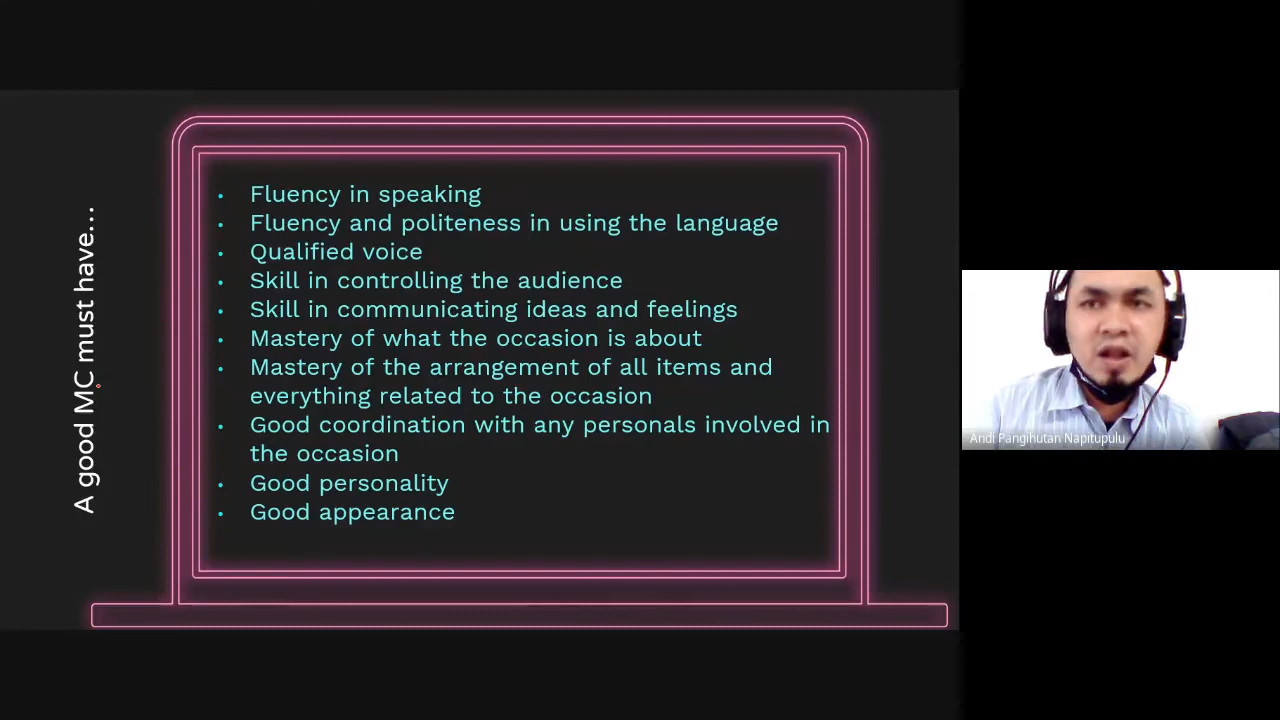 A good MC must have...
• Fluency in speaking
• Fluency and politeness in using the language
• Qualified voice
• Skill in controlling the audience
• Skill in communicating ideas and feelings
• Mastery of what the occasion is about
• Mastery of the arrangement of all items and
everything related to the occasion
• Good coordination with any personals involved in
the occasion
• Good personality
• Good appearance
Andi Pangihutan Napitupulu